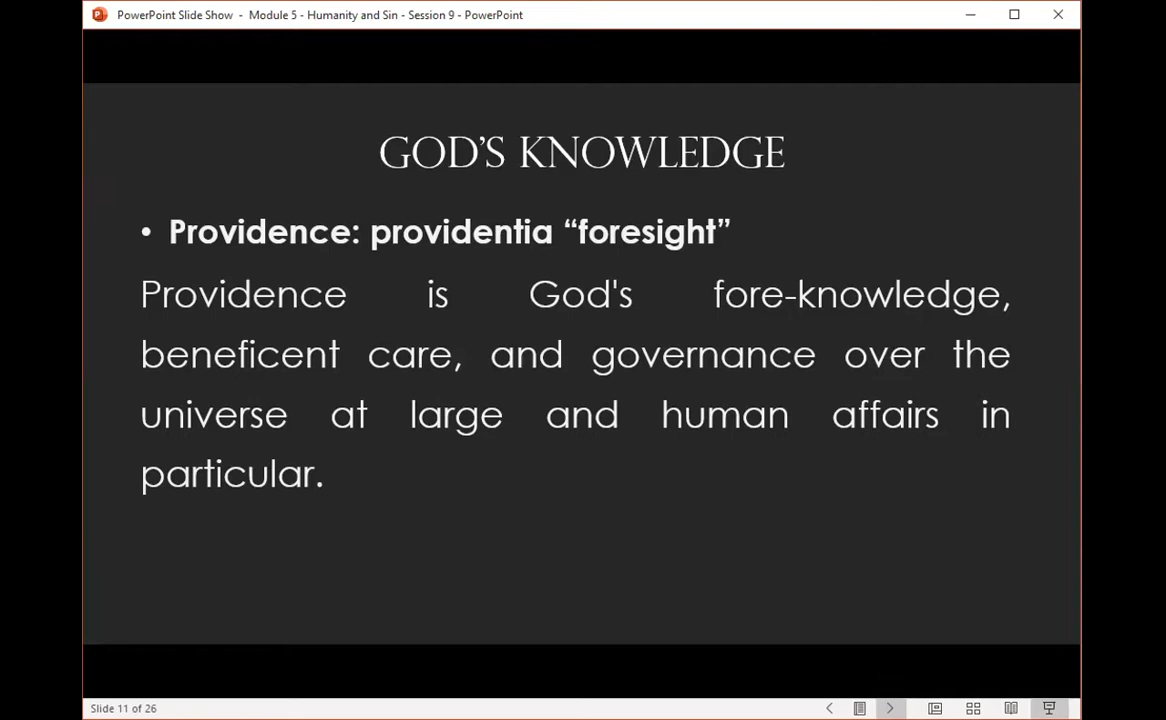 PowerPoint Slide Show - Module 5 - Humanity and Sin - Session 9 - PowerPoint
GOD’S KNOWLEDGE
• Providence: providentia “foresight”
Providence is God's fore-knowledge,
beneficent care, and governance over the
universe at large and human affairs in
particular.
Slide 11 of 26